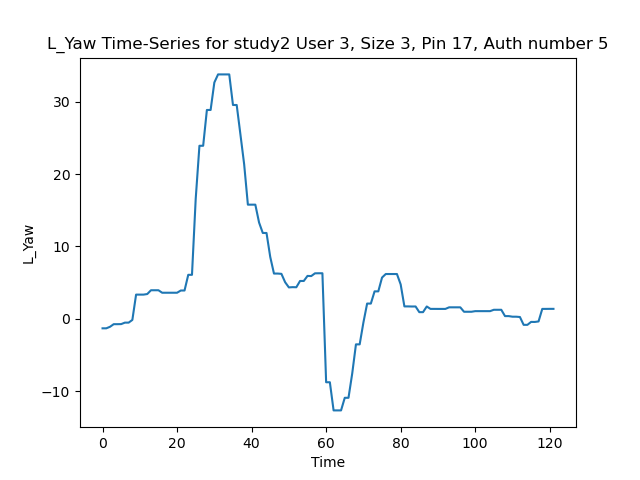 L_Yaw Time-Series for study2 User 3, Size 3, Pin 17, Auth number 5
30
20
10
0
−10
L_Yaw
0 20 40 60 80 100 120
Time